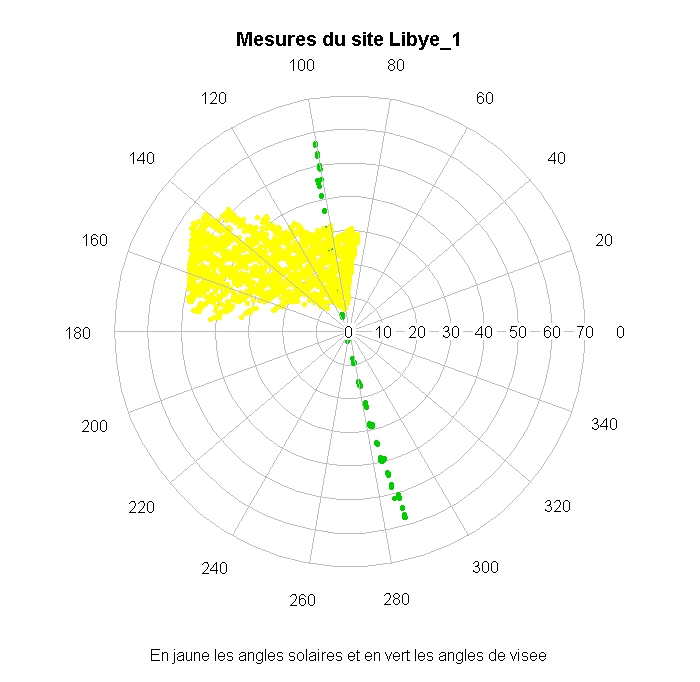 Mesures du site Libye_1
100 80
120 60
140 40
160 20
180 0 10 20 30 40 50 60 70 0
200 340
220 320
240 300
260 280
En jaune les angles solaires et en vert les angles de visee